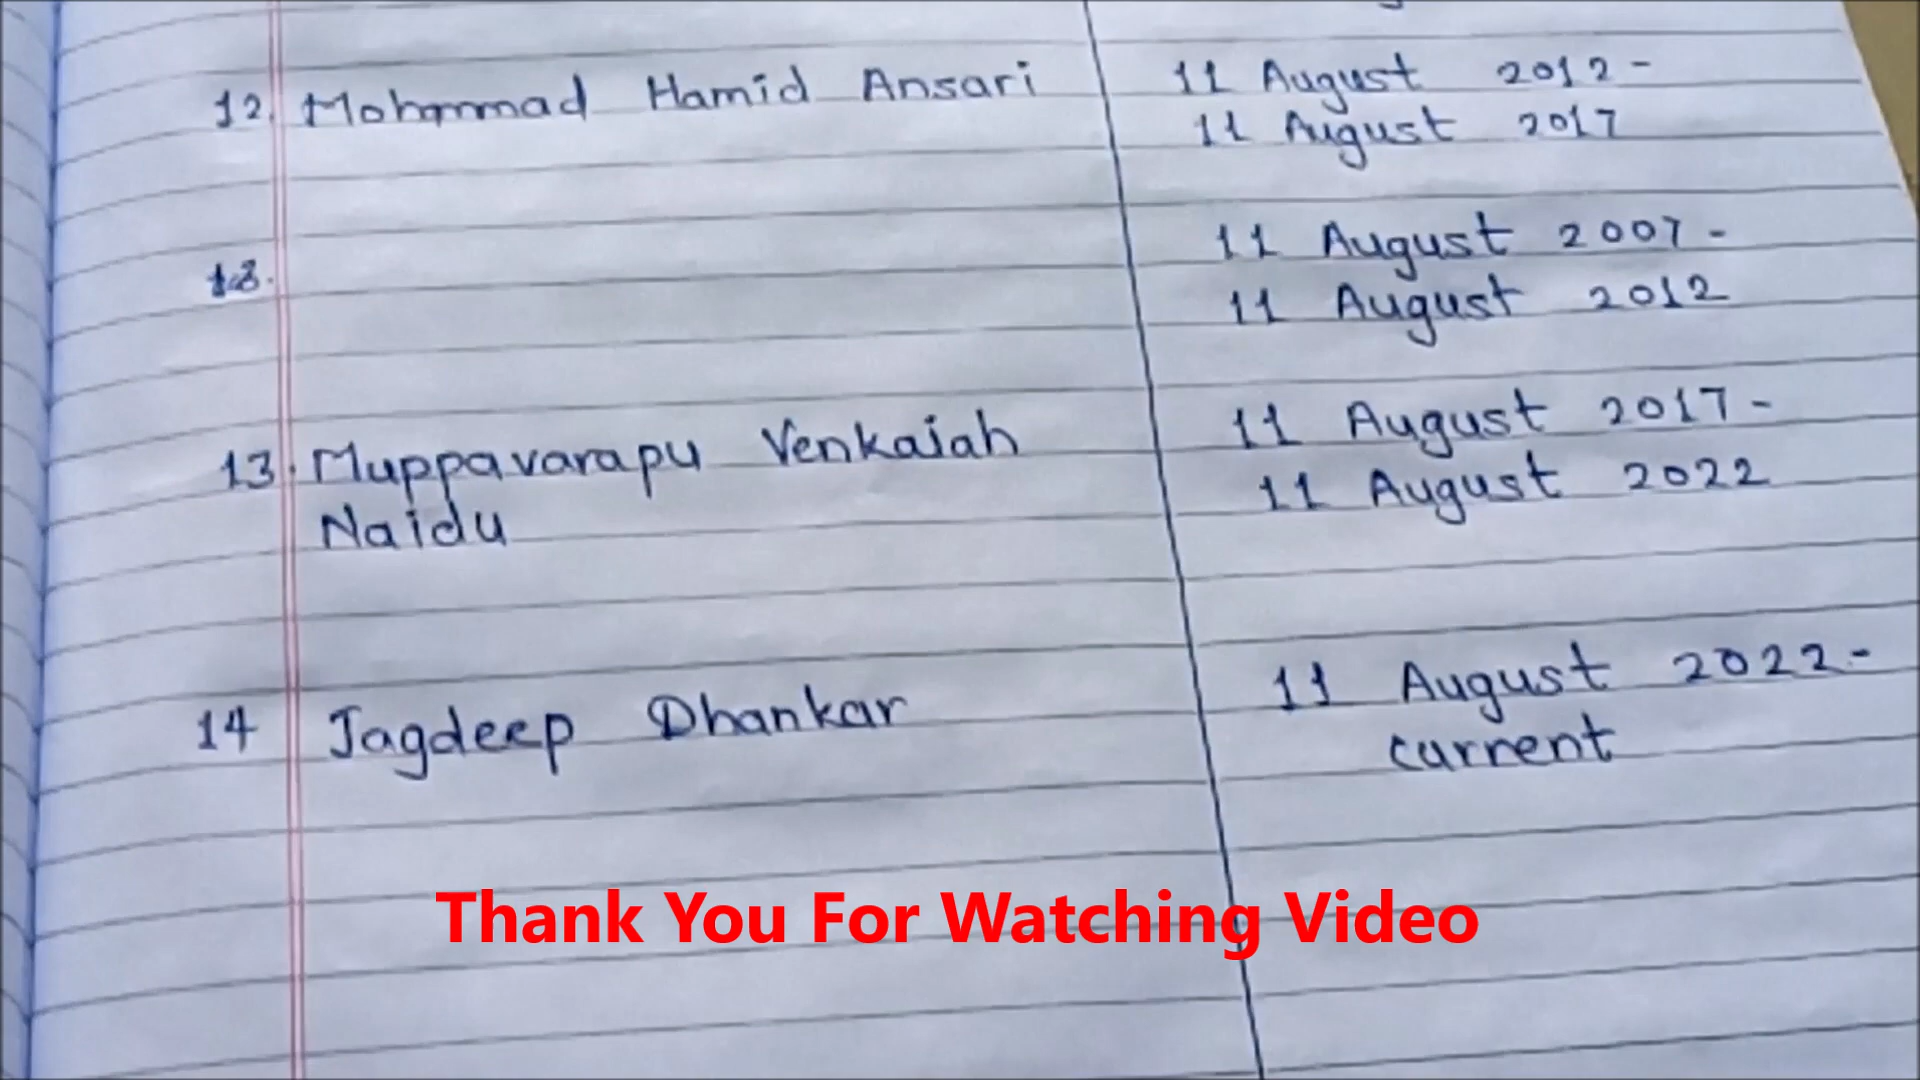 12. Mohammad Hamid Ansari 11 August 2012 -
11 August 2017
11 August 2007 -
13.
11 August 2012
13. Muppavarapu Venkaiah 11 August 2017 -
Naidu 11 August 2022
14 Jagdeep Dhankar 11 August 2022 -
current
Thank You For Watching Video